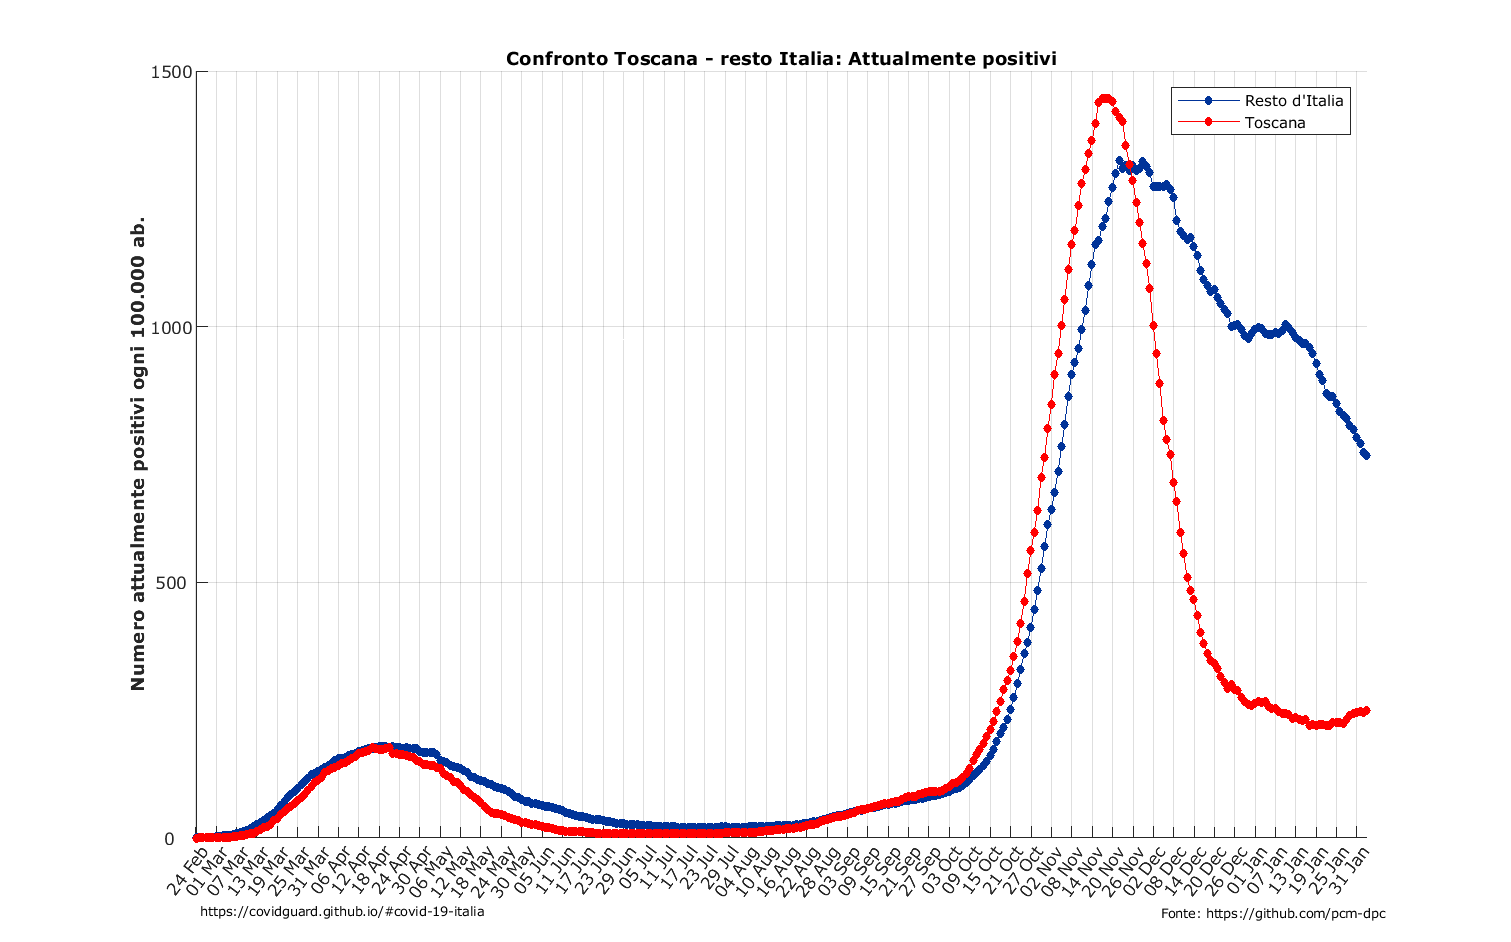 Confronto Toscana - resto Italia: Attualmente positivi
Resto d'Italia
Toscana
Numero attualmente positivi ogni 100.000 ab.
1500
1000
500
0
24 Feb
01 Mar
07 Mar
13 Mar
19 Mar
25 Mar
31 Mar
06 Apr
12 Apr
18 Apr
24 Apr
30 Apr
06 May
12 May
18 May
24 May
30 May
05 Jun
11 Jun
17 Jun
23 Jun
29 Jun
05 Jul
11 Jul
17 Jul
23 Jul
29 Jul
04 Aug
10 Aug
16 Aug
22 Aug
28 Aug
03 Sep
09 Sep
15 Sep
21 Sep
27 Sep
03 Oct
09 Oct
15 Oct
21 Oct
27 Oct
02 Nov
08 Nov
14 Nov
20 Nov
26 Nov
02 Dec
08 Dec
14 Dec
20 Dec
26 Dec
01 Jan
07 Jan
13 Jan
19 Jan
25 Jan
31 Jan
https://covidguard.github.io/#covid-19-italia
Fonte: https://github.com/pcm-dpc